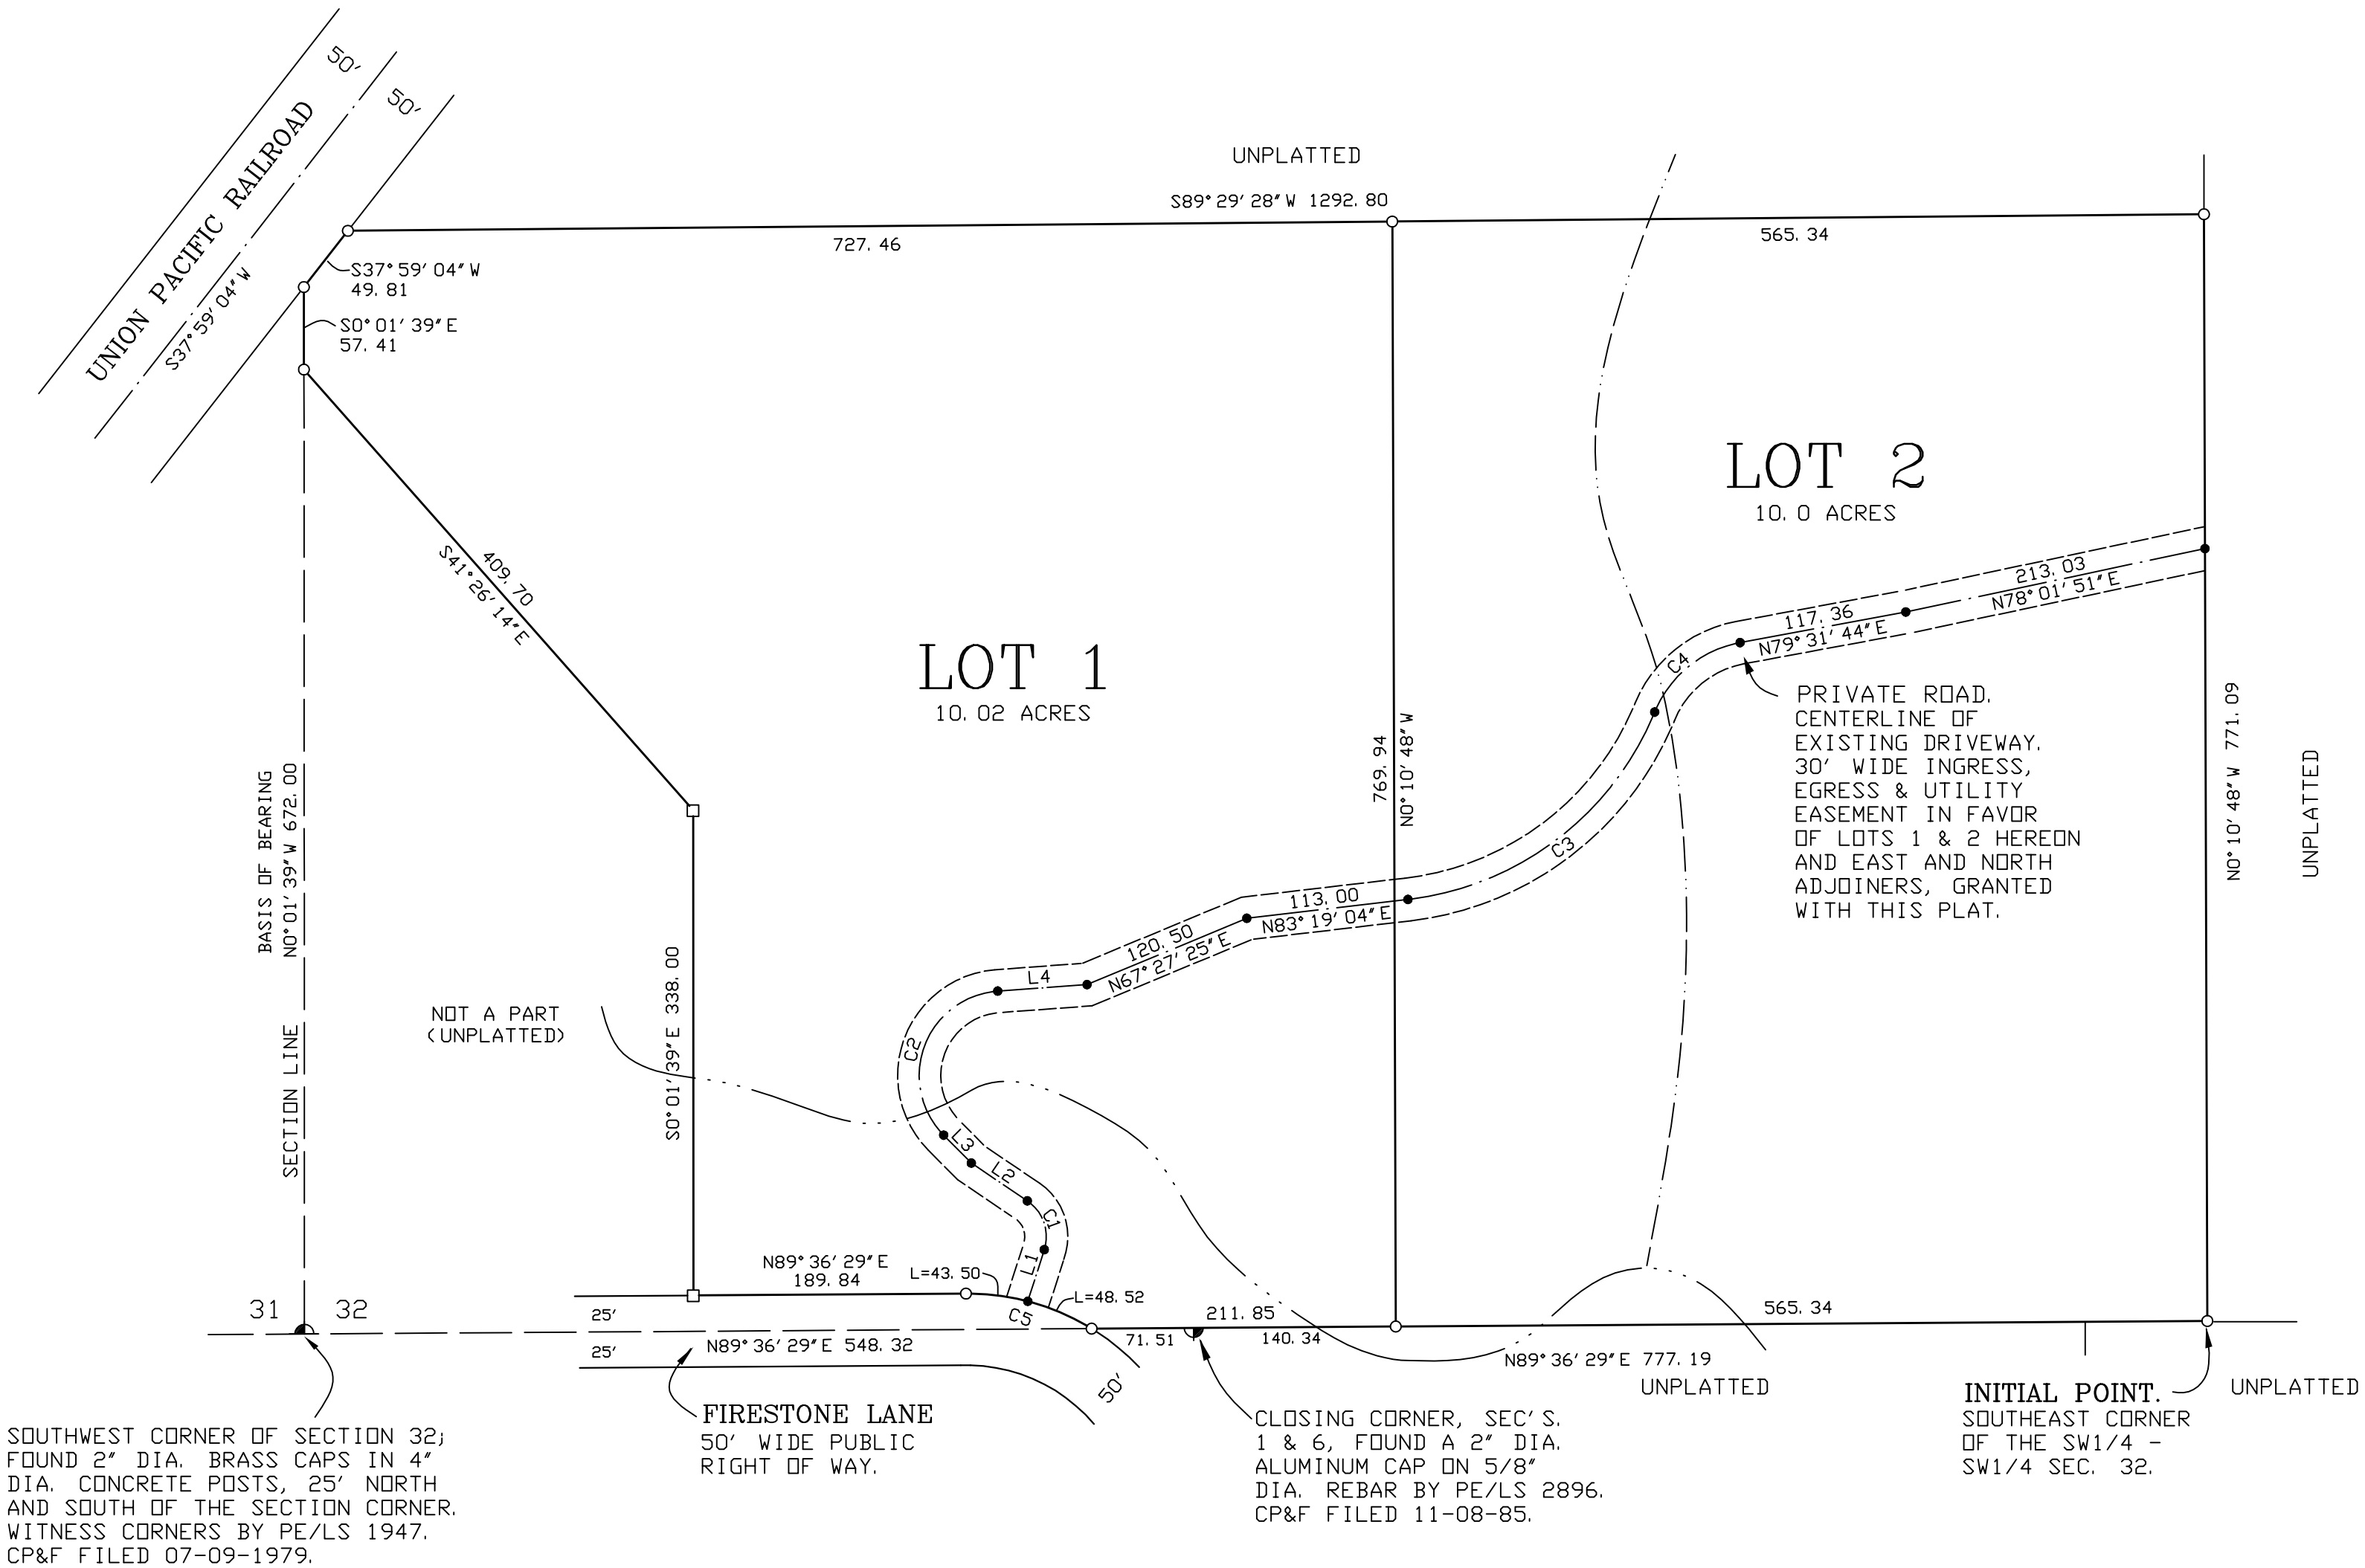 50'
50'
UNION PACIFIC RAILROAD
S37°59'04"W
UNPLATTED
S89°29'28"W 1292.80
727.46
565.34
S37°59'04"W
49.81
S0°01'39"E
57.41
409.70
S41°26'14"E
LOT 1
10.02 ACRES
LOT 2
10.0 ACRES
213.03
N78°01'51"E
117.36
N79°31'44"E
C4
PRIVATE ROAD.
CENTERLINE OF
EXISTING DRIVEWAY.
30' WIDE INGRESS,
EGRESS & UTILITY
EASEMENT IN FAVOR
OF LOTS 1 & 2 HEREON
AND EAST AND NORTH
ADJOINERS, GRANTED
WITH THIS PLAT.
N0°10'48"W 771.09
UNPLATTED
769.94
N0°10'48"W
C3
113.00
N83°19'04"E
120.50
N67°27'25"E
L4
C2
L3
L2
C1
L1
BASIS OF BEARING
N0°01'39"W 672.00
SECTION LINE
S0°01'39"E 338.00
NOT A PART
(UNPLATTED)
N89°36'29"E
189.84
L=43.50
L=48.52
C5
31
32
25'
25'
N89°36'29"E 548.32
211.85
71.51
140.34
565.34
N89°36'29"E 777.19
UNPLATTED
50'
FIRESTONE LANE
50' WIDE PUBLIC
RIGHT OF WAY.
CLOSING CORNER, SEC'S.
1 & 6, FOUND A 2" DIA.
ALUMINUM CAP ON 5/8"
DIA. REBAR BY PE/LS 2896.
CP&F FILED 11-08-85.
INITIAL POINT.
SOUTHEAST CORNER
OF THE SW1/4 -
SW1/4 SEC. 32.
UNPLATTED
SOUTHWEST CORNER OF SECTION 32;
FOUND 2" DIA. BRASS CAPS IN 4"
DIA. CONCRETE POSTS, 25' NORTH
AND SOUTH OF THE SECTION CORNER.
WITNESS CORNERS BY PE/LS 1947.
CP&F FILED 07-09-1979.